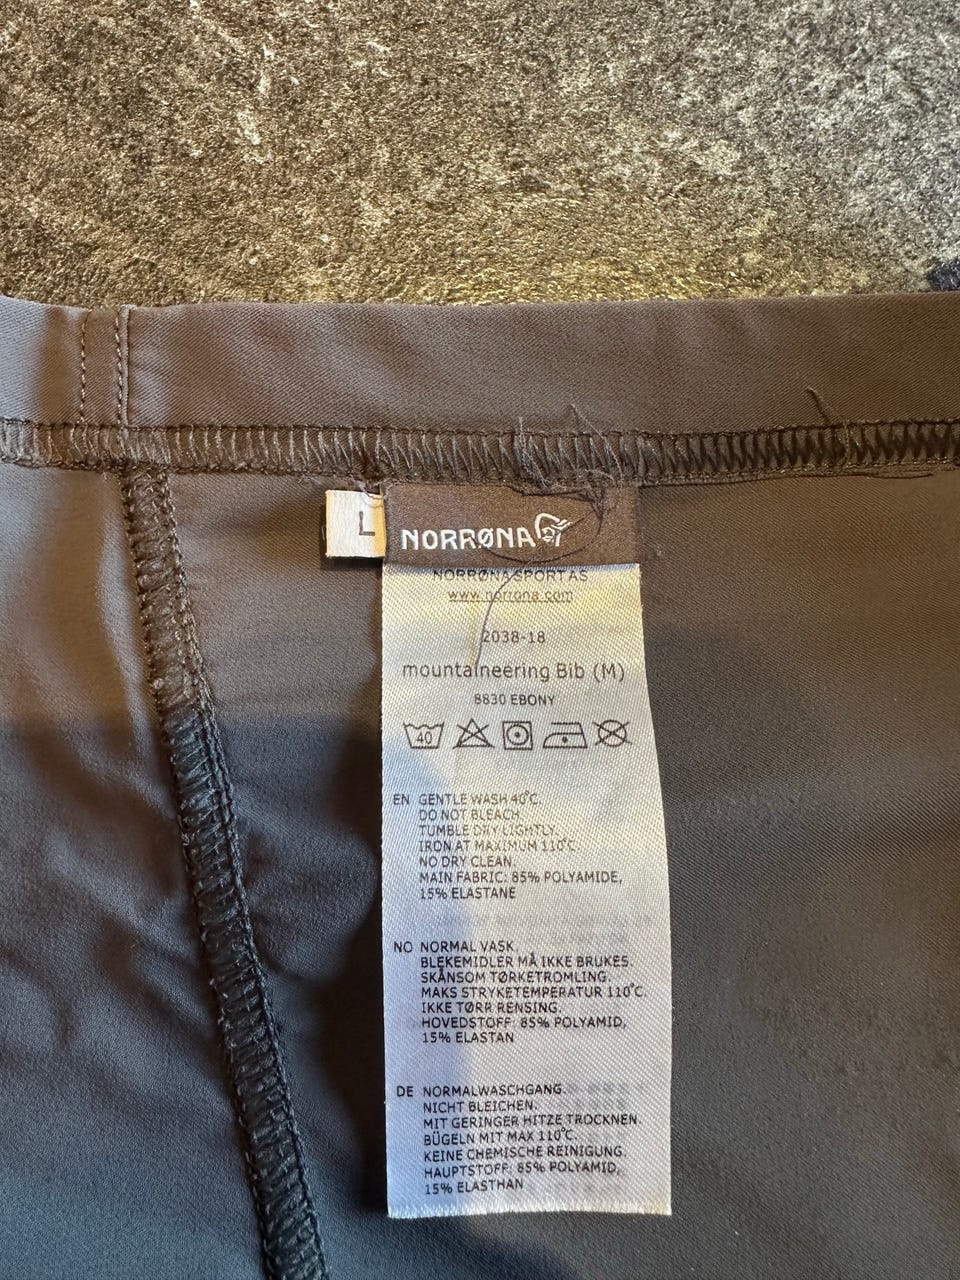 L
NORRØNA
NORRØNA SPORT AS
www.norrona.com
2038-18
mountaineering Bib (M)
8830 EBONY
40
EN GENTLE WASH 40°C.
DO NOT BLEACH.
TUMBLE DRY LIGHTLY.
IRON AT MAXIMUM 110°C.
NO DRY CLEAN.
MAIN FABRIC: 85% POLYAMIDE,
15% ELASTANE
NO NORMAL VASK.
BLEKEMIDLER MÅ IKKE BRUKES.
SKÅNSOM TØRKETROMLING.
MAKS STRYKETEMPERATUR 110°C.
IKKE TØRR RENSING.
HOVEDSTOFF: 85% POLYAMID,
15% ELASTAN
DE NORMALWASCHGANG.
NICHT BLEICHEN.
MIT GERINGER HITZE TROCKNEN.
BÜGELN MIT MAX 110°C.
KEINE CHEMISCHE REINIGUNG.
HAUPTSTOFF: 85% POLYAMID,
15% ELASTHAN